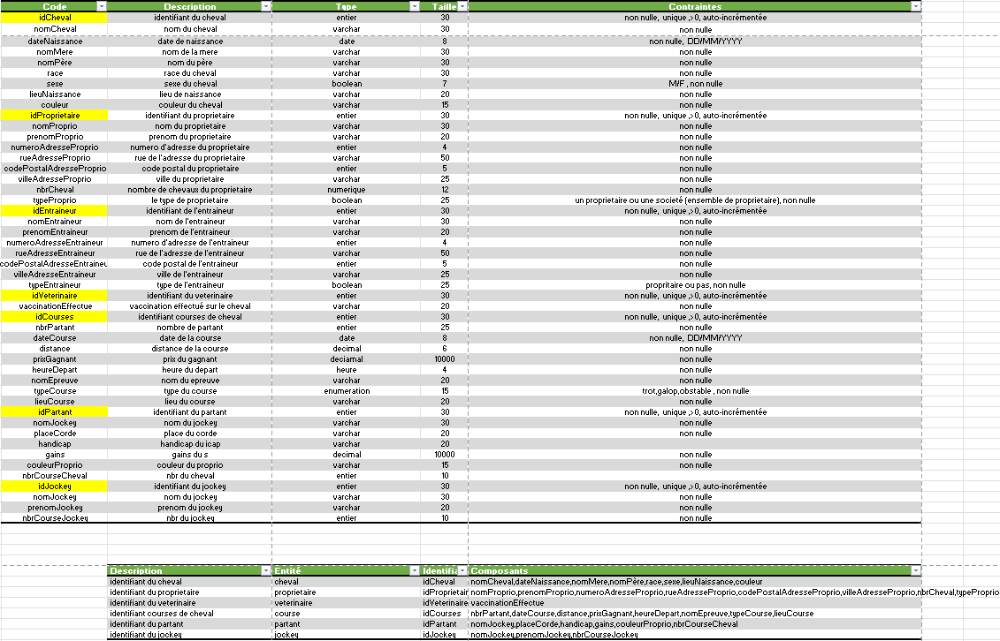 Code Description Type Taille Contraintes
idCheval identifiant du cheval entier 30 non nulle, unique ,>0, auto-incrémentée
nomCheval nom du cheval varchar 30 non nulle
dateNaissance date de naissance date 8 non nulle, DD/MM/YYYY
nomMere nom de la mere varchar 30 non nulle
nomPère nom du père varchar 30 non nulle
race race du cheval varchar 30 non nulle
sexe sexe du cheval boolean 7 M/F , non nulle
lieuNaissance lieu de naissance varchar 20 non nulle
couleur couleur du cheval varchar 15 non nulle
idProprietaire identifiant du proprietaire entier 30 non nulle, unique ,>0, auto-incrémentée
nomProprio nom du proprietaire varchar 30 non nulle
prenomProprio prenom du proprietaire varchar 20 non nulle
numeroAdresseProprio numero d'adresse du proprietaire entier 4 non nulle
rueAdresseProprio rue de l'adresse du proprietaire varchar 50 non nulle
codePostalAdresseProprio code postal du proprietaire entier 5 non nulle
villeAdresseProprio ville du proprietaire varchar 25 non nulle
nbrCheval nombre de chevaux du proprietaire numerique 12 non nulle
typeProprio le type de proprietaire boolean 25 un proprietaire ou une societé (ensemble de proprietaire), non nulle
idEntraineur identifiant de l'entraineur entier 30 non nulle, unique ,>0, auto-incrémentée
nomEntraineur nom de l'entraineur varchar 30 non nulle
prenomEntraineur prenom de l'entraineur varchar 20 non nulle
numeroAdresseEntraineur numero d'adresse de l'entraineur entier 4 non nulle
rueAdresseEntraineur rue de l'adresse de l'entraineur varchar 50 non nulle
codePostalAdresseEntraineu code postal de l'entraineur entier 5 non nulle
villeAdresseEntraineur ville de l'entraineur varchar 25 non nulle
typeEntraineur type de l'entraineur boolean 25 propritaire ou pas, non nulle
idVeterinaire identifiant du veterinaire entier 30 non nulle, unique ,>0, auto-incrémentée
vaccinationEffectue vaccination effectué sur le cheval varchar 20 non nulle
idCourses identifiant courses de cheval entier 30 non nulle, unique ,>0, auto-incrémentée
nbrPartant nombre de partant entier 25 non nulle
dateCourse date de la course date 8 non nulle, DD/MM/YYYY
distance distance de la course decimal 6 non nulle
prixGagnant prix du gagnant deciamal 10000 non nulle
heureDepart heure du depart heure 4 non nulle
nomEpreuve nom du epreuve varchar 20 non nulle
typeCourse type du course enumeration 15 trot,galop,obstable , non nulle
lieuCourse lieu du course varchar 20 non nulle
idPartant identifiant du partant entier 30 non nulle, unique ,>0, auto-incrémentée
nomJockey nom du jockey varchar 30 non nulle
placeCorde place du corde varchar 20 non nulle
handicap handicap du icap varchar 20
gains gains du s decimal 10000 non nulle
couleurProprio couleur du proprio varchar 15 non nulle
nbrCourseCheval nbr du cheval entier 10 non nulle
idJockey identifiant du jockey entier 30 non nulle, unique ,>0, auto-incrémentée
nomJockey nom du jockey varchar 30 non nulle
prenomJockey prenom du jockey varchar 20 non nulle
nbrCourseJockey nbr du jockey entier 10 non nulle
Description Entité Identifia Composants
identifiant du cheval cheval idCheval nomCheval,dateNaissance,nomMere,nomPère,race,sexe,lieuNaissance,couleur
identifiant du proprietaire proprietaire idProprietair nomProprio,prenomProprio,numeroAdresseProprio,rueAdresseProprio,codePostalAdresseProprio,villeAdresseProprio,nbrCheval,typeProprio
identifiant du veterinaire veterinaire idVeterinaire vaccinationEffectue
identifiant courses de cheval course idCourses nbrPartant,dateCourse,distance,prixGagnant,heureDepart,nomEpreuve,typeCourse,lieuCourse
identifiant du partant partant idPartant nomJockey,placeCorde,handicap,gains,couleurProprio,nbrCourseCheval
identifiant du jockey jockey idJockey nomJockey,prenomJockey,nbrCourseJockey